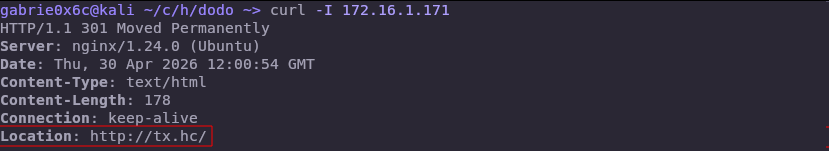 gabrie0x6c@kali ~/c/h/dodo ~> curl -I 172.16.1.171
HTTP/1.1 301 Moved Permanently
Server: nginx/1.24.0 (Ubuntu)
Date: Thu, 30 Apr 2026 12:00:54 GMT
Content-Type: text/html
Content-Length: 178
Connection: keep-alive
Location: http://tx.hc/